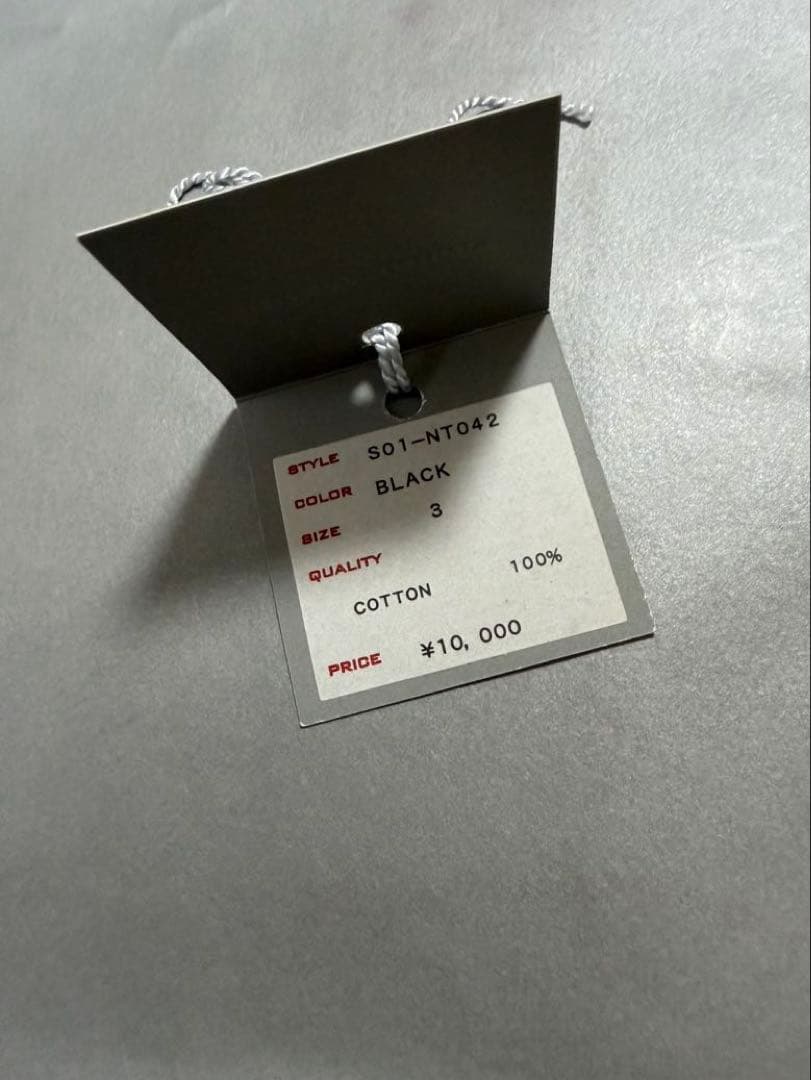 STYLE S01-NT042
COLOR BLACK
SIZE 3
QUALITY
COTTON 100%
PRICE ¥10,000